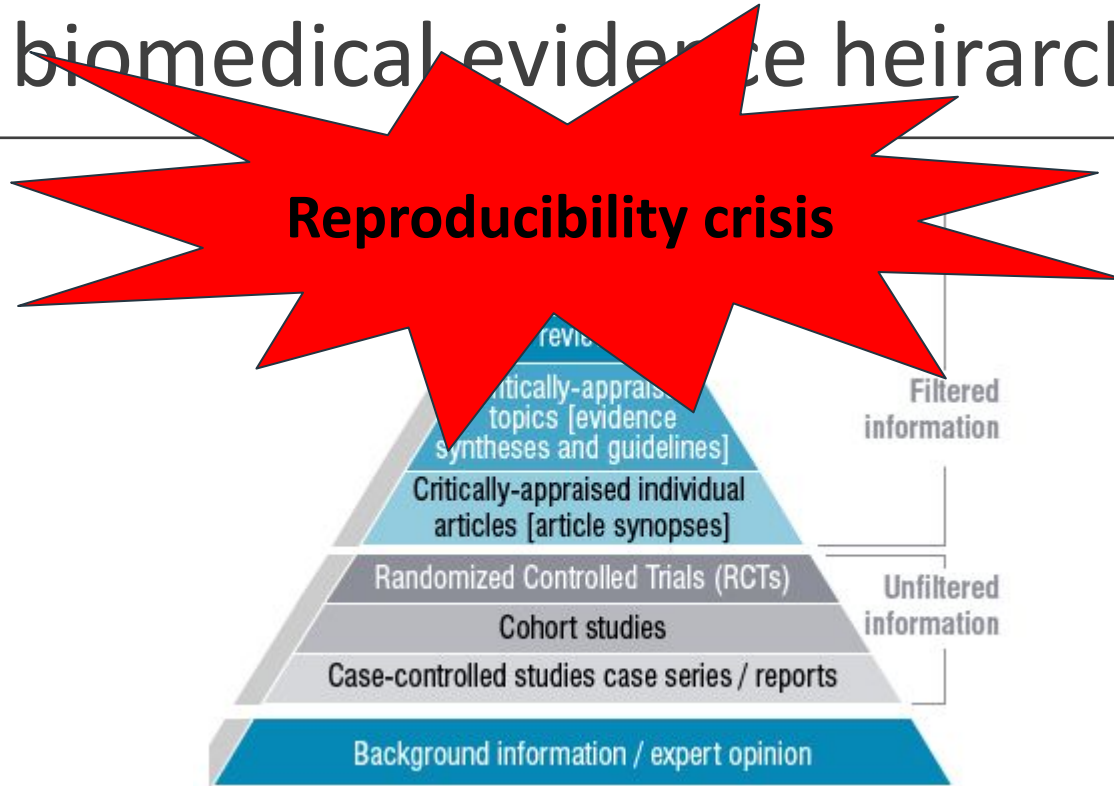 biomedical evidence heirarc
Reproducibility crisis
topics [evidence
syntheses and guidelines]
Critically-appraised individual
articles [article synopses]
Filtered
information
Randomized Controlled Trials (RCTs)
Cohort studies
Case-controlled studies case series / reports
Unfiltered
information
Background information / expert opinion